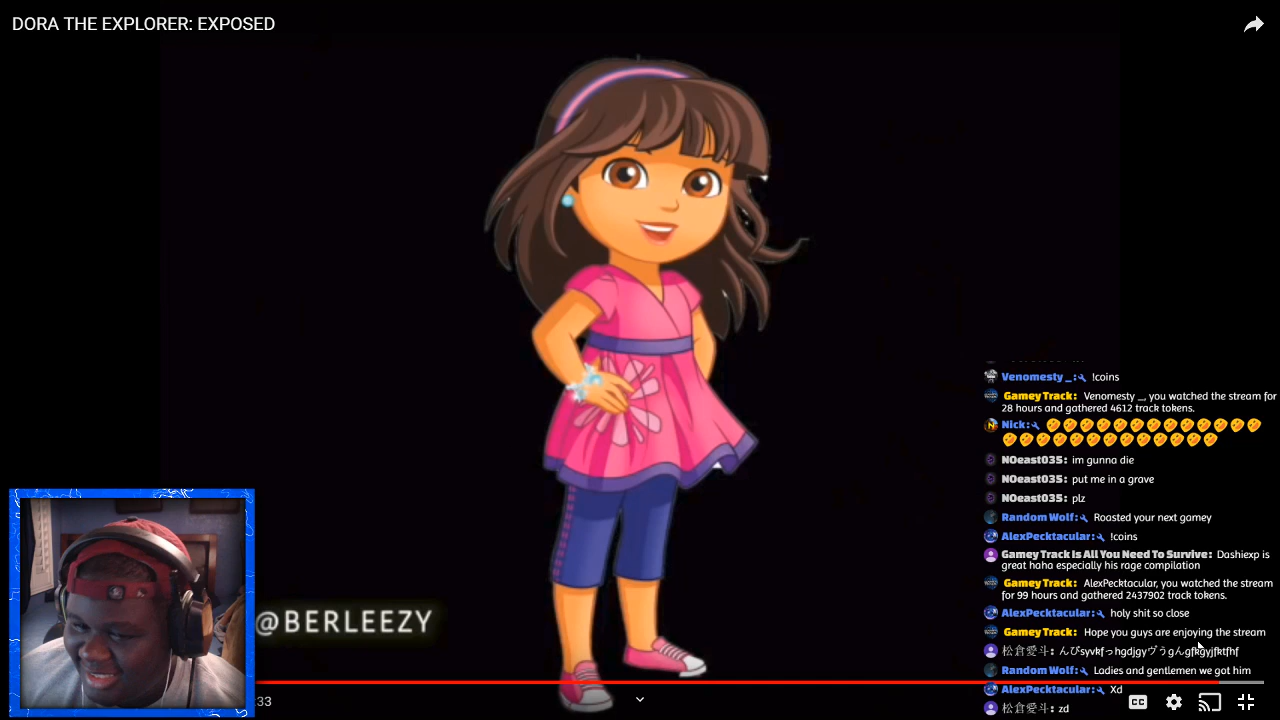 DORA THE EXPLORER: EXPOSED
Venomesty _: !coins
Gamey Track: Venomesty _, you watched the stream for
28 hours and gathered 4612 track tokens.
Nick:
NOeast035: im gunna die
NOeast035: put me in a grave
NOeast035: plz
Random Wolf: Roasted your next gamey
AlexPecktacular: !coins
Gamey Track Is All You Need To Survive: Dashiexp is
great haha especially his rage compilation
Gamey Track: AlexPecktacular, you watched the stream
for 99 hours and gathered 2437902 track tokens.
AlexPecktacular: holy shit so close
Gamey Track: Hope you guys are enjoying the stream
松倉愛斗: んびsyvkfっhgdjgyヴうgんgfkgyjfktfhf
Random Wolf: Ladies and gentlemen we got him
AlexPecktacular: Xd
松倉愛斗: zd
@BERLEEZY
:33
CC